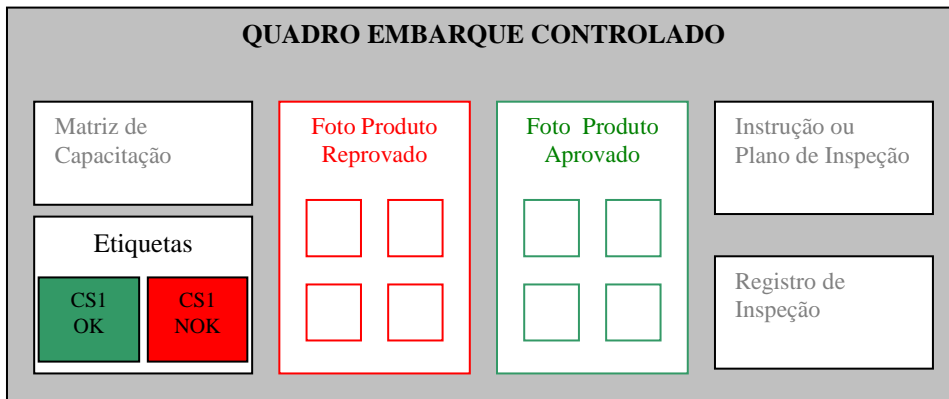 QUADRO EMBARQUE CONTROLADO
Matriz de
Capacitação
Etiquetas
CS1
OK
CS1
NOK
Foto Produto
Reprovado
Foto Produto
Aprovado
Instrução ou
Plano de Inspeção
Registro de
Inspeção